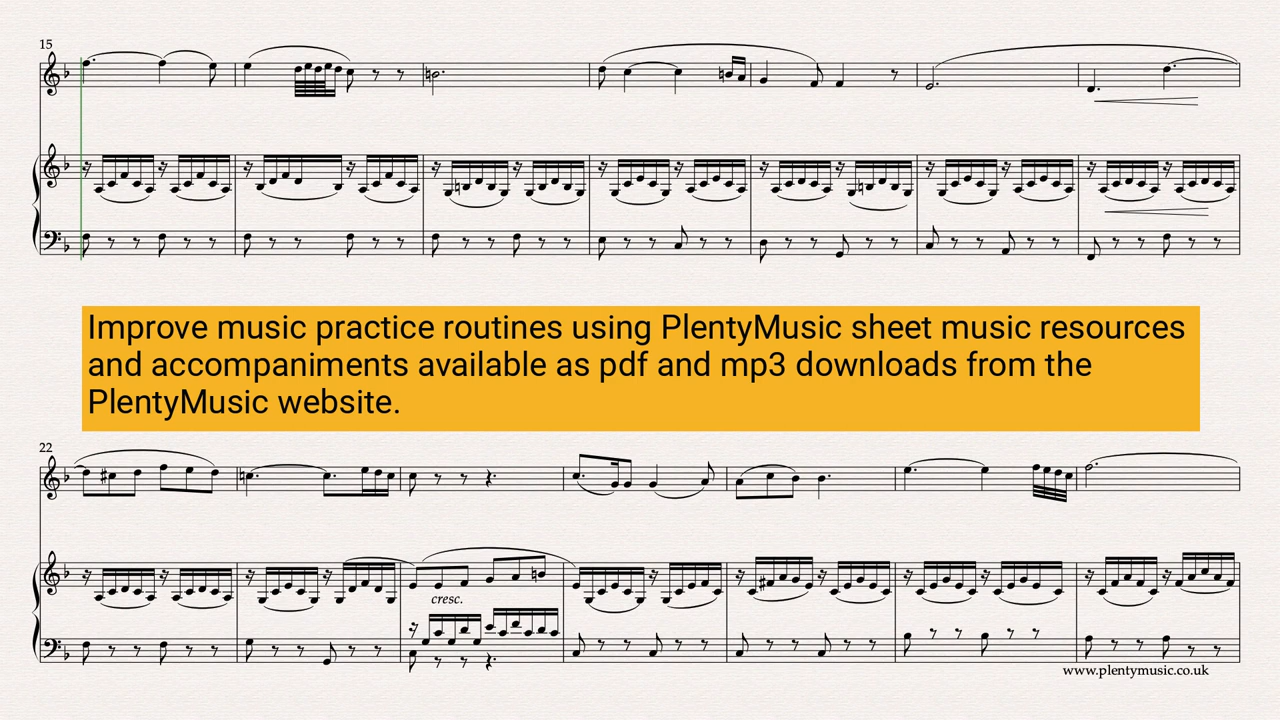 15
Improve music practice routines using PlentyMusic sheet music resources
and accompaniments available as pdf and mp3 downloads from the
PlentyMusic website.
22
cresc.
www.plentymusic.co.uk